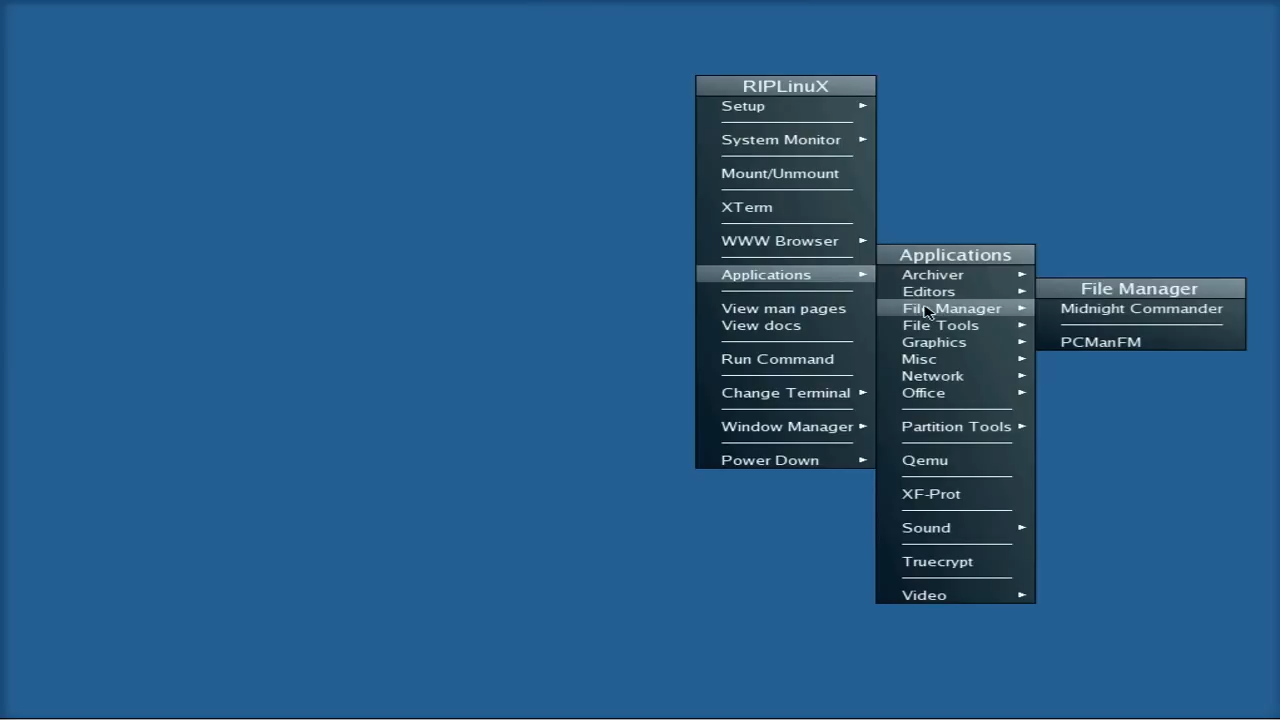 RIPLinuX
Setup
System Monitor
Mount/Unmount
XTerm
WWW Browser
Applications
View man pages
View docs
Run Command
Change Terminal
Window Manager
Power Down
Applications
Archiver
Editors
File Manager
File Tools
Graphics
Misc
Network
Office
Partition Tools
Qemu
XF-Prot
Sound
Truecrypt
Video
File Manager
Midnight Commander
PCManFM